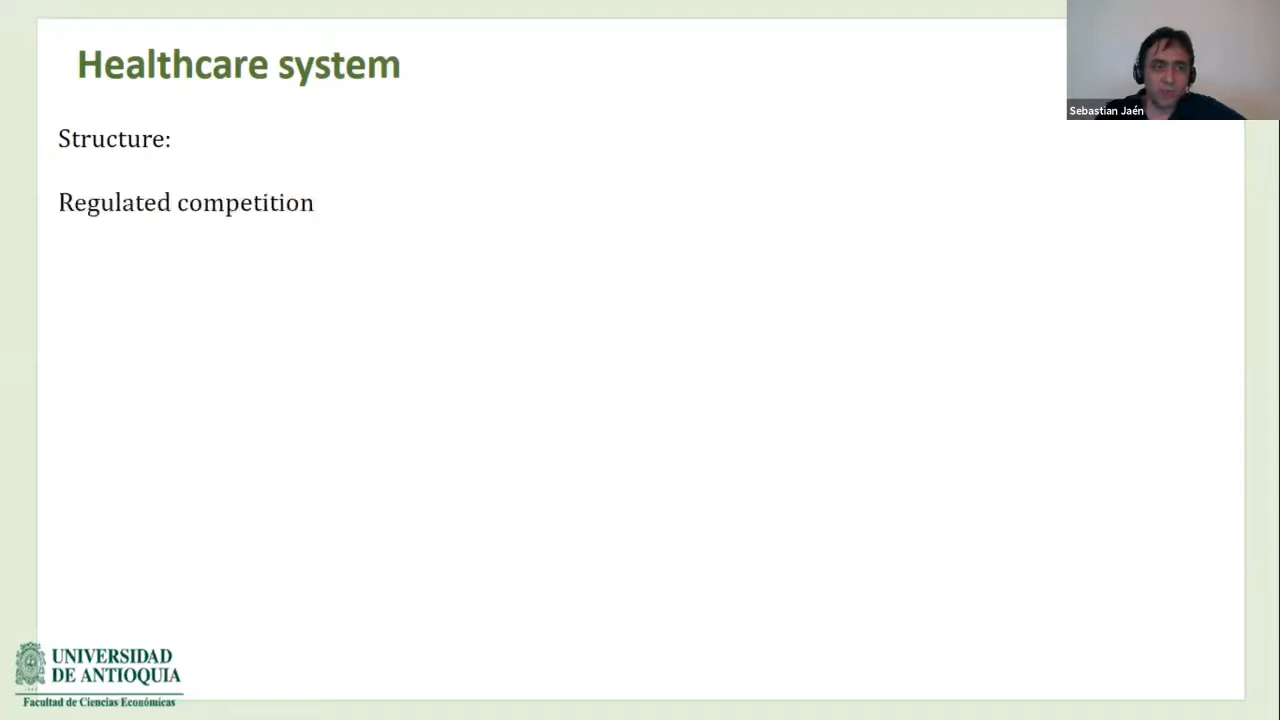 Healthcare system
Sebastian Jaén
Structure:
Regulated competition
UNIVERSIDAD
DE ANTIOQUIA
Facultad de Ciencias Económicas